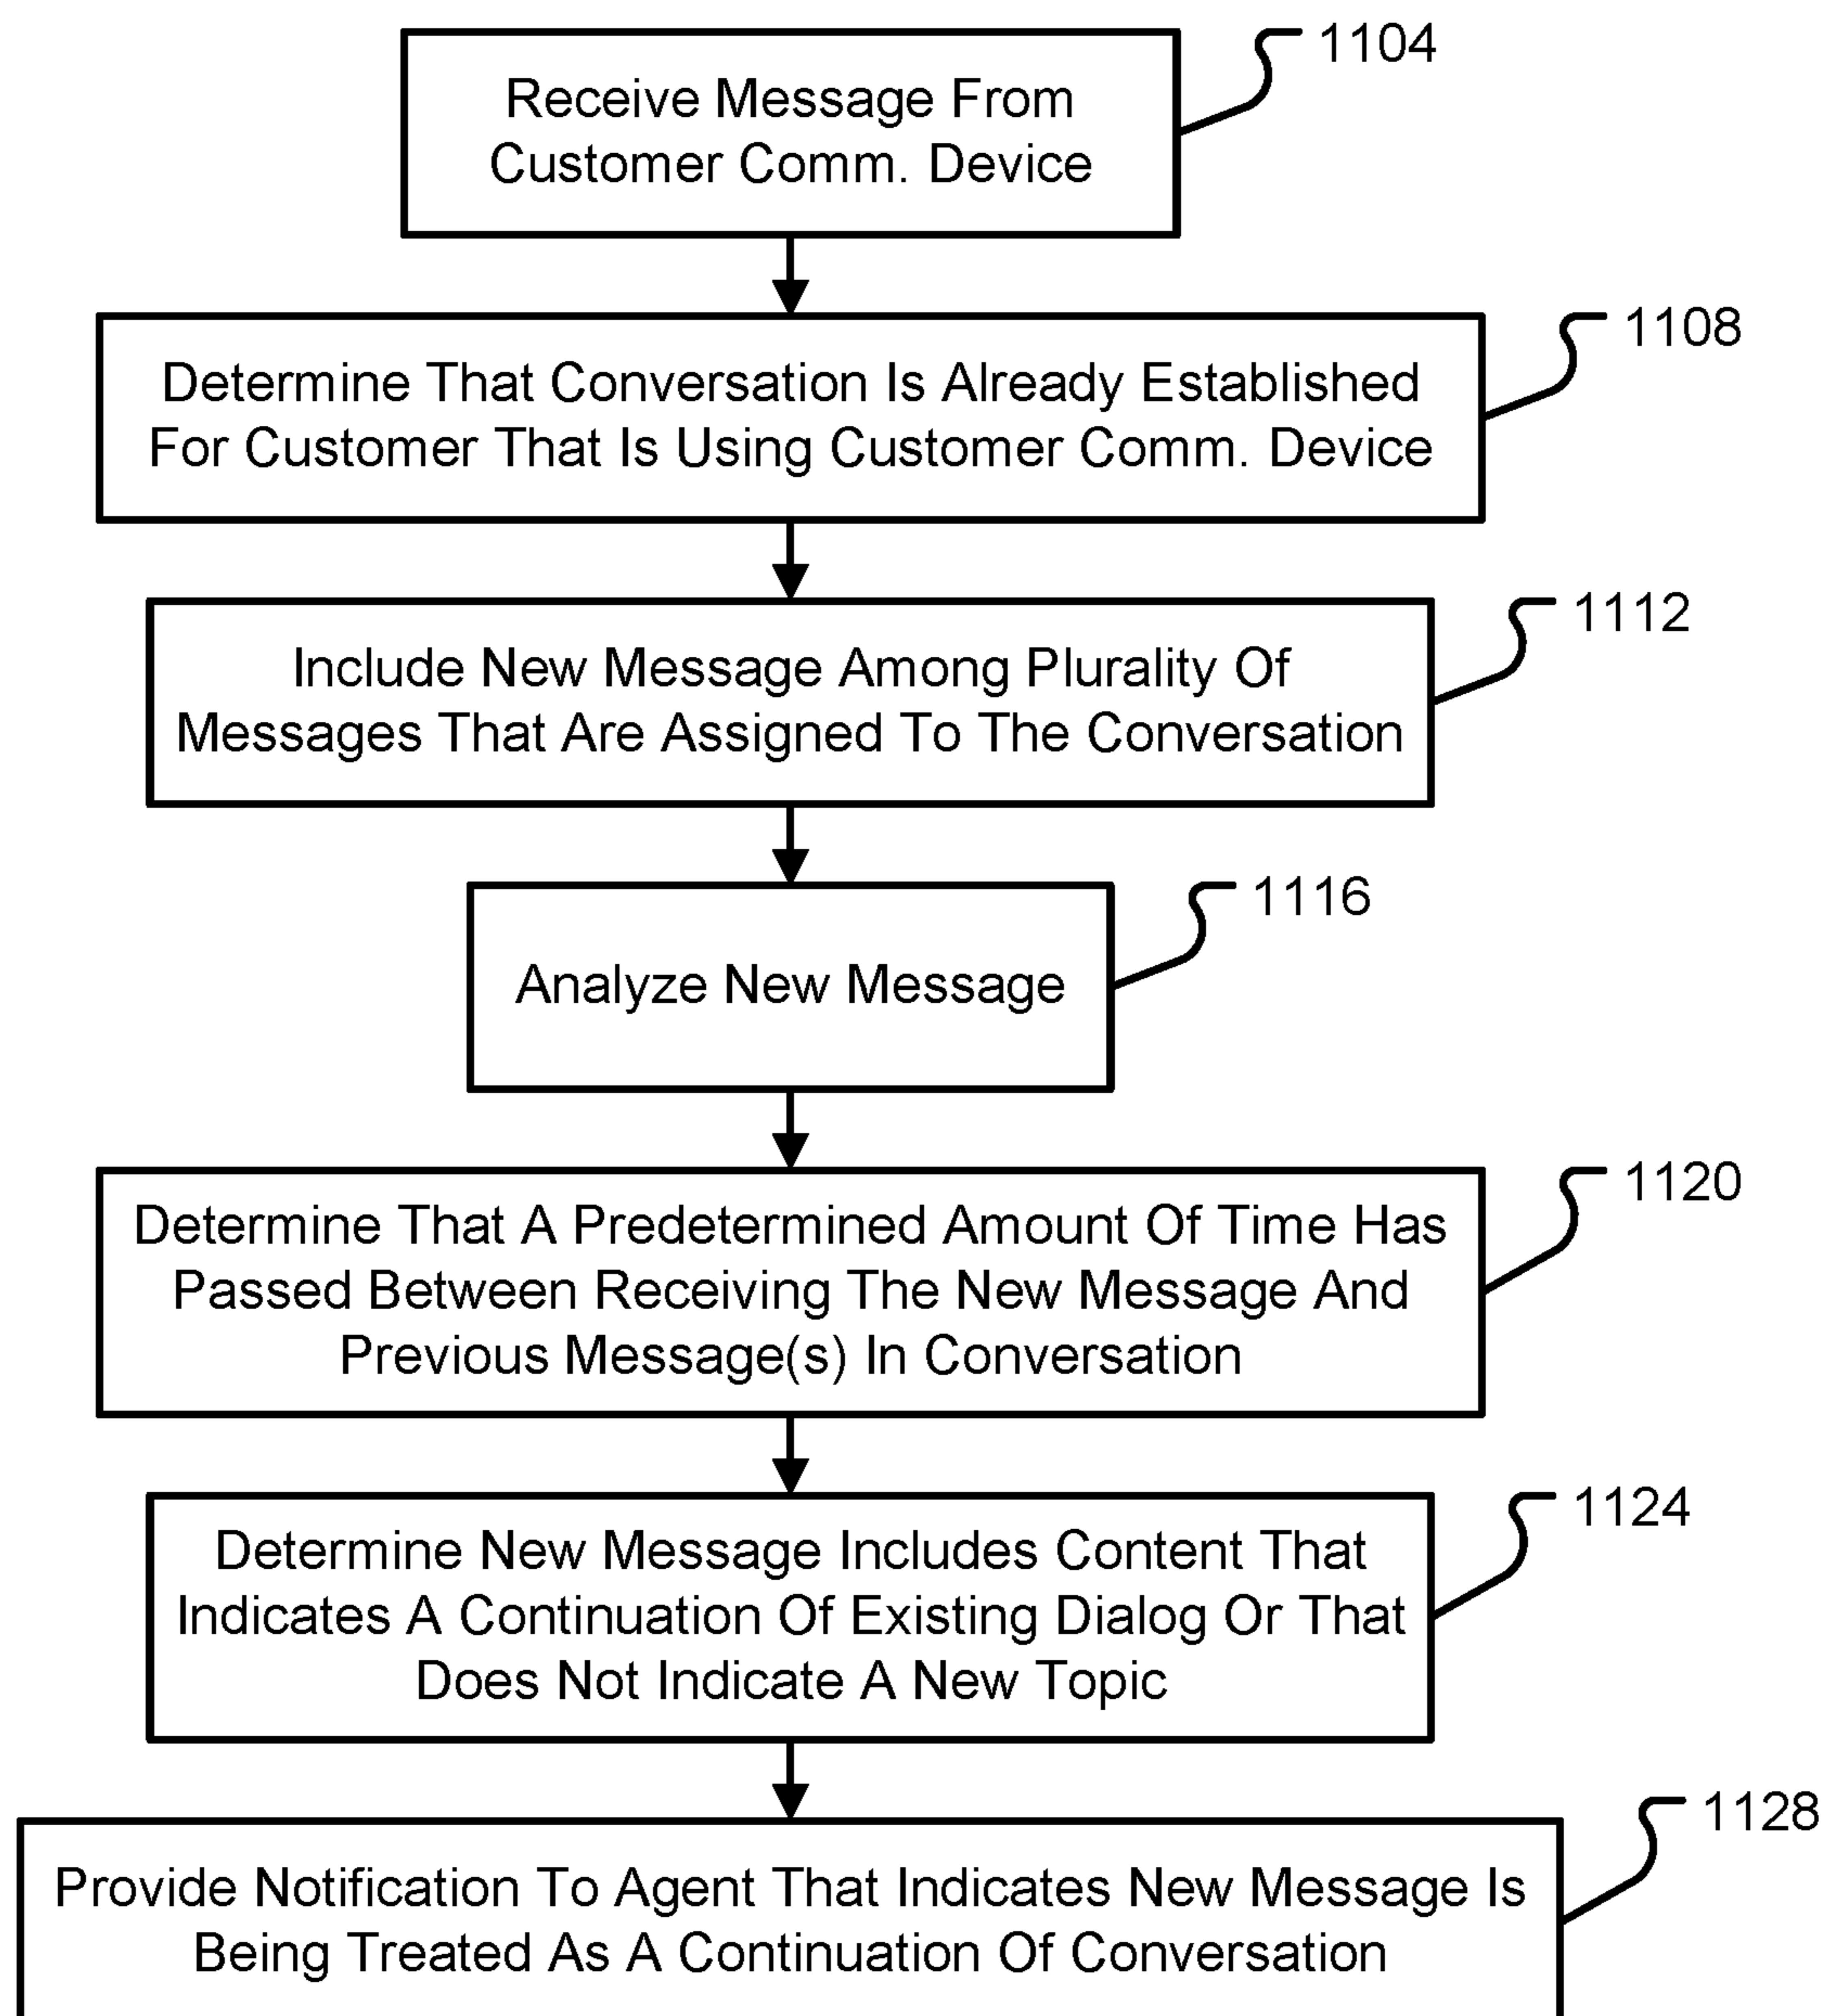 1104
Receive Message From
Customer Comm. Device
1108
Determine That Conversation Is Already Established
For Customer That Is Using Customer Comm. Device
1112
Include New Message Among Plurality Of
Messages That Are Assigned To The Conversation
1116
Analyze New Message
1120
Determine That A Predetermined Amount Of Time Has
Passed Between Receiving The New Message And
Previous Message(s) In Conversation
1124
Determine New Message Includes Content That
Indicates A Continuation Of Existing Dialog Or That
Does Not Indicate A New Topic
1128
Provide Notification To Agent That Indicates New Message Is
Being Treated As A Continuation Of Conversation